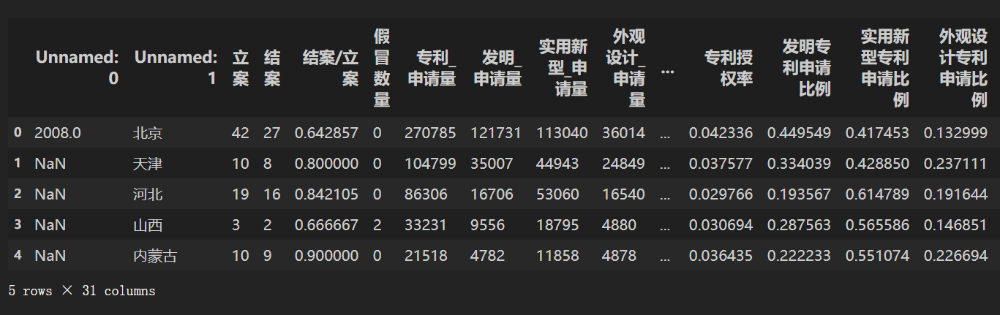 Unnamed: 0 Unnamed: 1 立案 结案 结案/立案 假冒数量 专利_申请量 发明_申请量 实用新型_申请量 外观设计_申请量 ... 专利授权率 发明专利申请比例 实用新型专利申请比例 外观设计专利申请比例
0 2008.0 北京 42 27 0.642857 0 270785 121731 113040 36014 ... 0.042336 0.449549 0.417453 0.132999
1 NaN 天津 10 8 0.800000 0 104799 35007 44943 24849 ... 0.037577 0.334039 0.428850 0.237111
2 NaN 河北 19 16 0.842105 0 86306 16706 53060 16540 ... 0.029766 0.193567 0.614789 0.191644
3 NaN 山西 3 2 0.666667 2 33231 9556 18795 4880 ... 0.030694 0.287563 0.565586 0.146851
4 NaN 内蒙古 10 9 0.900000 0 21518 4782 11858 4878 ... 0.036435 0.222233 0.551074 0.226694
5 rows × 31 columns